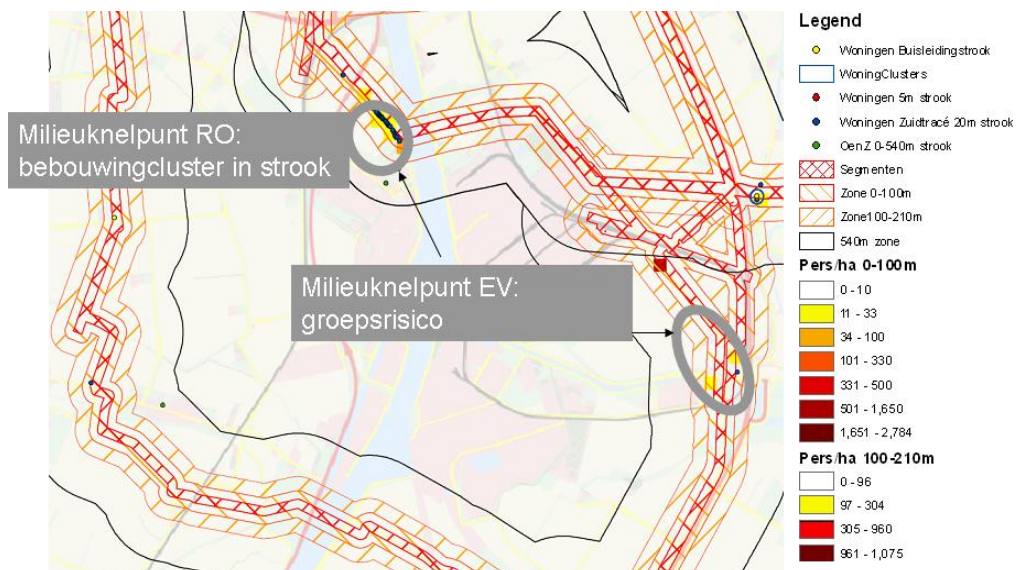 Milieuknelpunt RO:
bebouwingcluster in strook
Milieuknelpunt EV:
groepsrisico
Legend
Woningen Buisleidingstrook
WoningClusters
Woningen 5m strook
Woningen Zuidtracé 20m strook
OenZ 0-540m strook
Segmenten
Zone 0-100m
Zone100-210m
540m zone
Pers/ha 0-100m
0 - 10
11 - 33
34 - 100
101 - 330
331 - 500
501 - 1,650
1,651 - 2,784
Pers/ha 100-210m
0 - 96
97 - 304
305 - 960
961 - 1,075